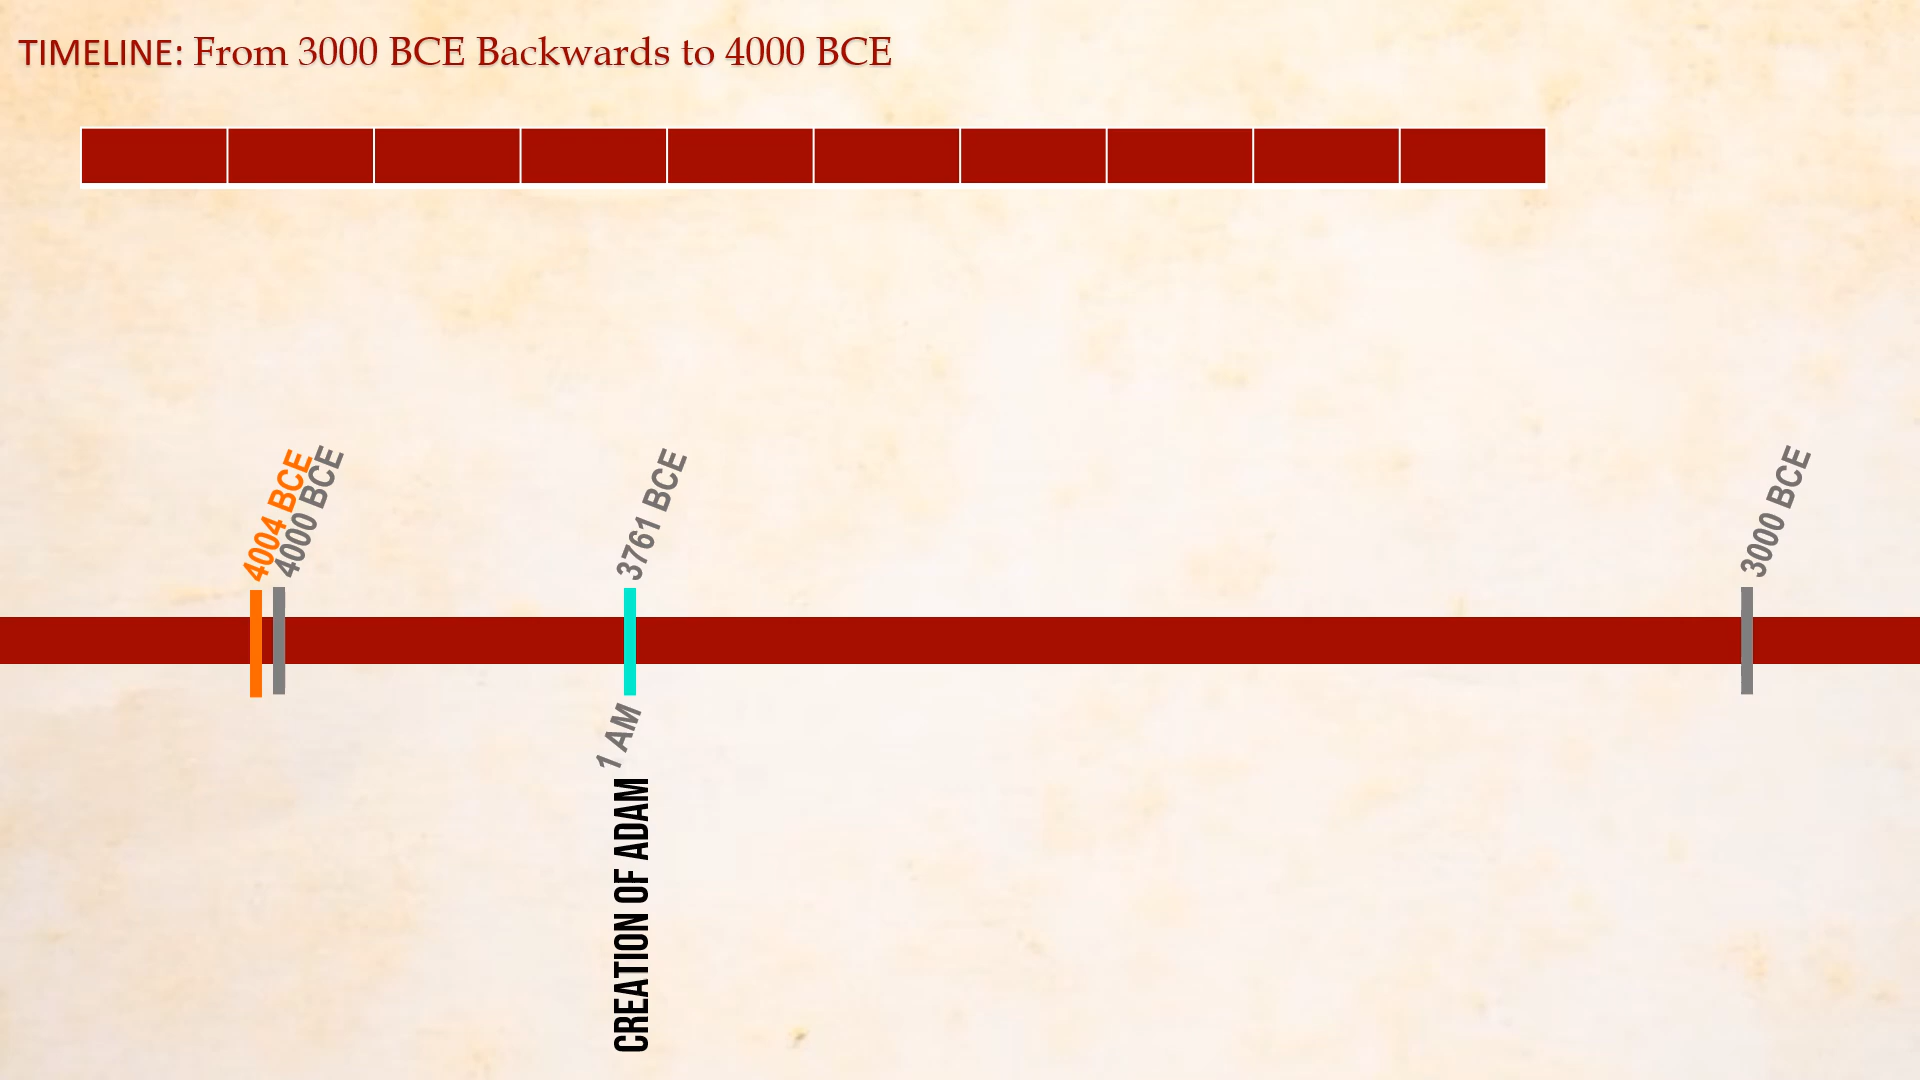 TIMELINE: From 3000 BCE Backwards to 4000 BCE
4004 BCE
4000 BCE
3761 BCE
3000 BCE
1 AM
CREATION OF ADAM